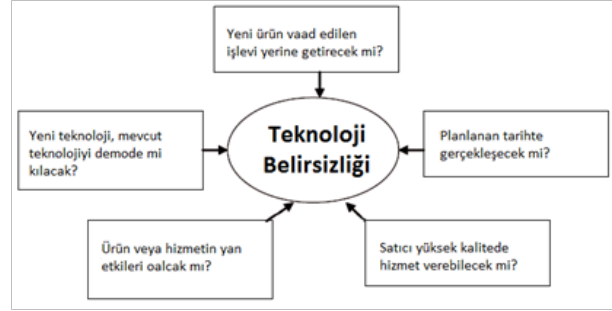 Yeni ürün vaad edilen
işlevi yerine getirecek mi?
Yeni teknoloji, mevcut
teknolojiyi demode mi
kılacak?
Teknoloji
Belirsizliği
Planlanan tarihte
gerçekleşecek mi?
Ürün veya hizmetin yan
etkileri oalcak mı?
Satıcı yüksek kalitede
hizmet verebilecek mi?